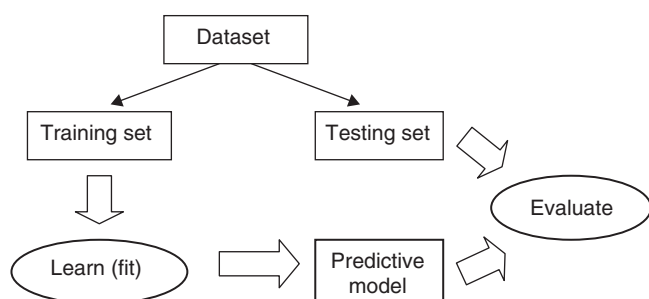 Dataset
Training set
Testing set
Evaluate
Learn (fit)
Predictive
model